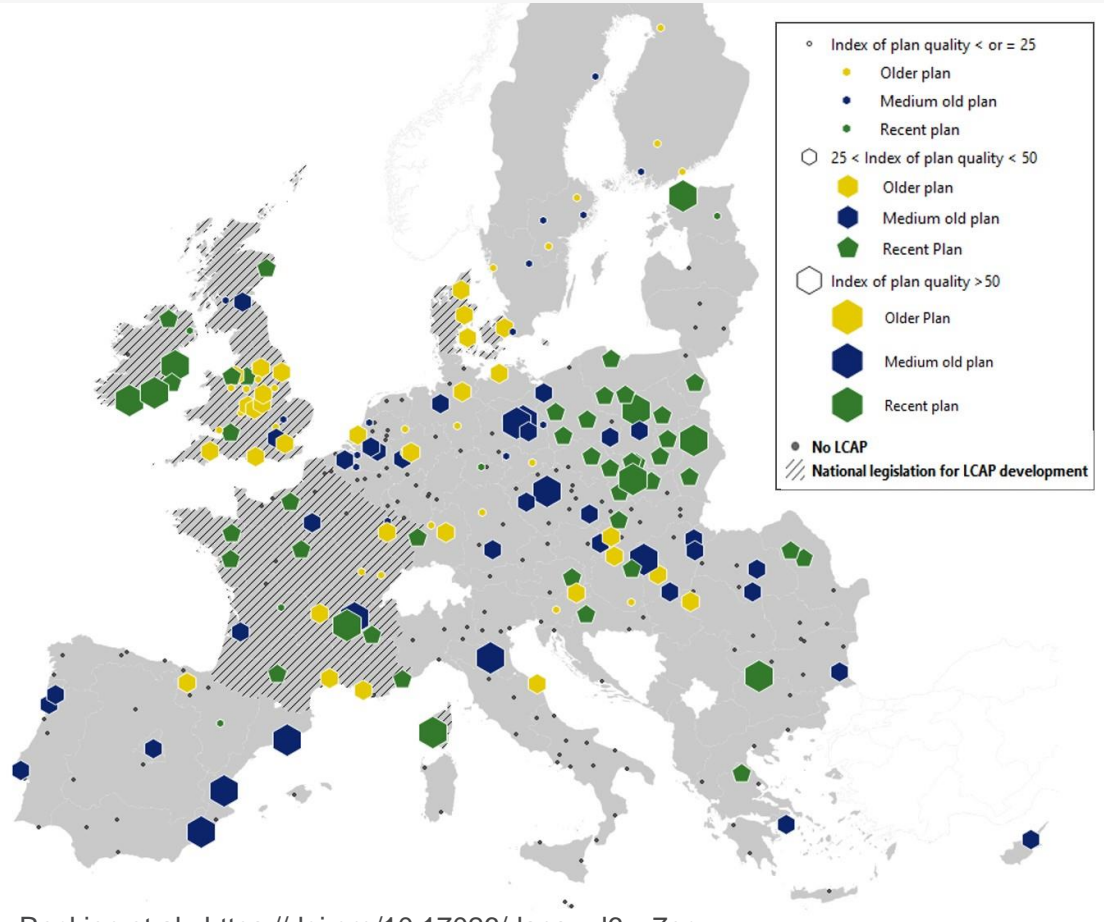 Index of plan quality < or = 25
Older plan
Medium old plan
Recent plan
25 < Index of plan quality < 50
Older plan
Medium old plan
Recent Plan
Index of plan quality >50
Older Plan
Medium old plan
Recent plan
No LCAP
National legislation for LCAP development